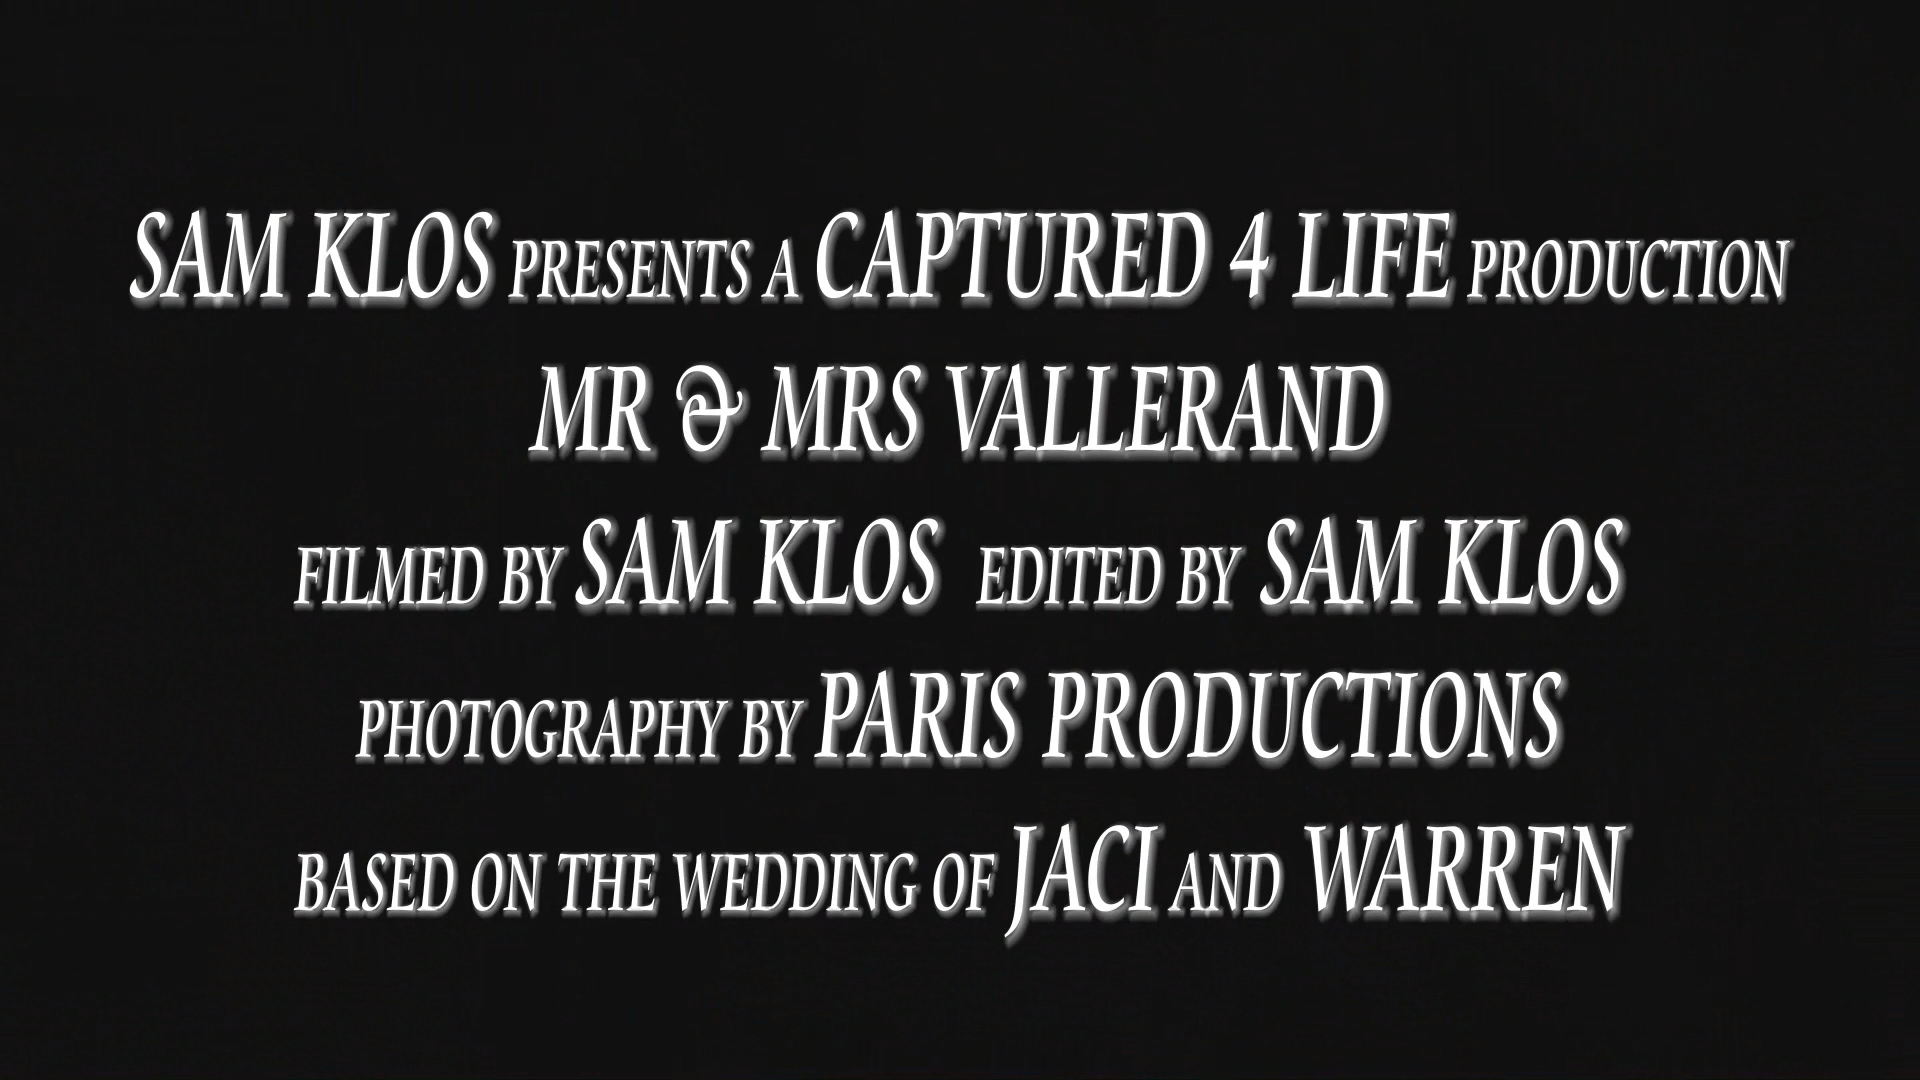 SAM KLOS PRESENTS A CAPTURED 4 LIFE PRODUCTION
MR & MRS VALLERAND
FILMED BY SAM KLOS EDITED BY SAM KLOS
PHOTOGRAPHY BY PARIS PRODUCTIONS
BASED ON THE WEDDING OF JACI AND WARREN